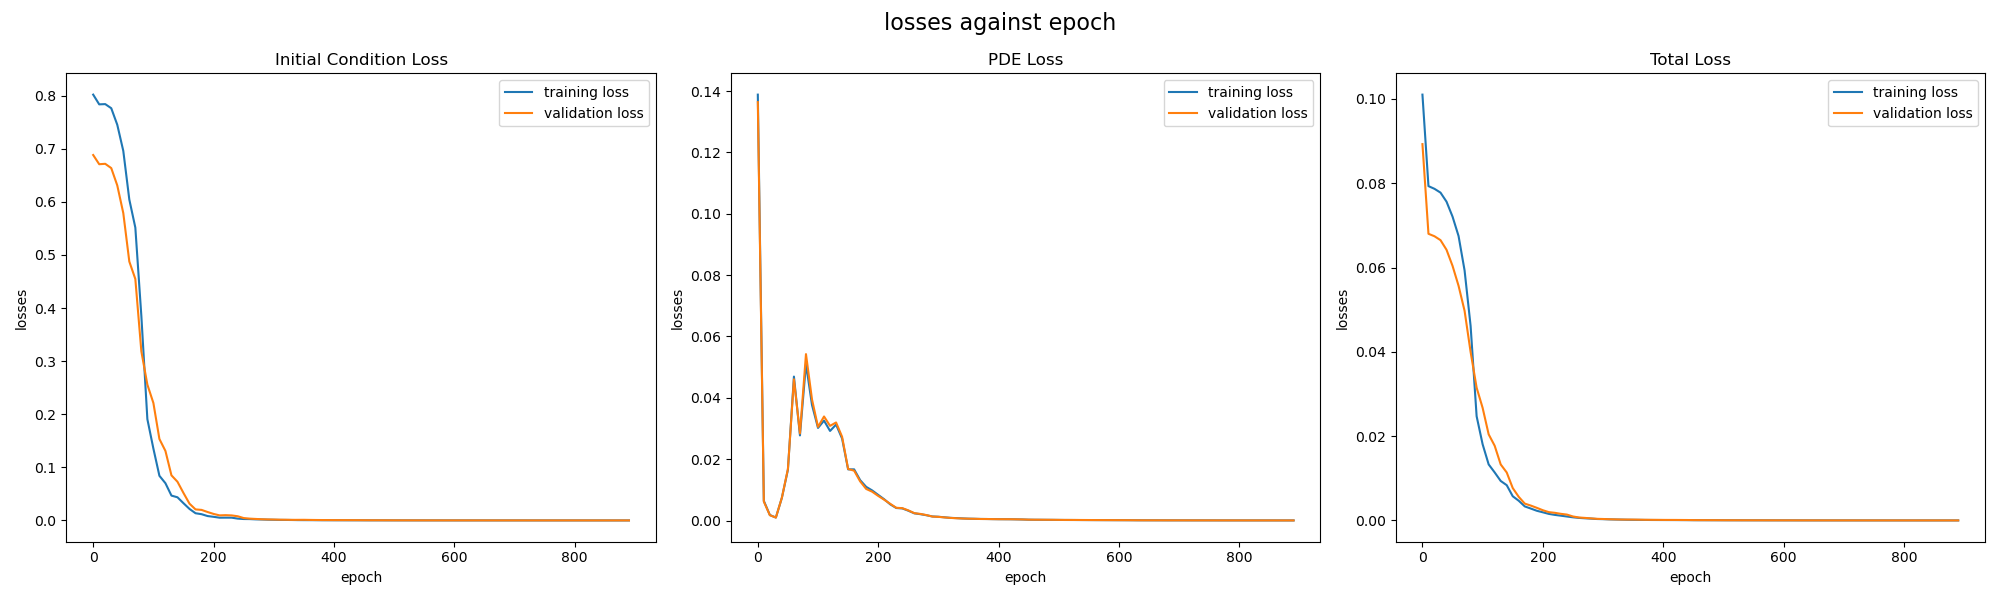 losses against epoch
Initial Condition Loss
training loss
validation loss
0.8
0.7
0.6
0.5
0.4
0.3
0.2
0.1
0.0
losses
0
200
400
600
800
epoch
PDE Loss
training loss
validation loss
0.14
0.12
0.10
0.08
0.06
0.04
0.02
0.00
losses
0
200
400
600
800
epoch
Total Loss
training loss
validation loss
0.10
0.08
0.06
0.04
0.02
0.00
losses
0
200
400
600
800
epoch